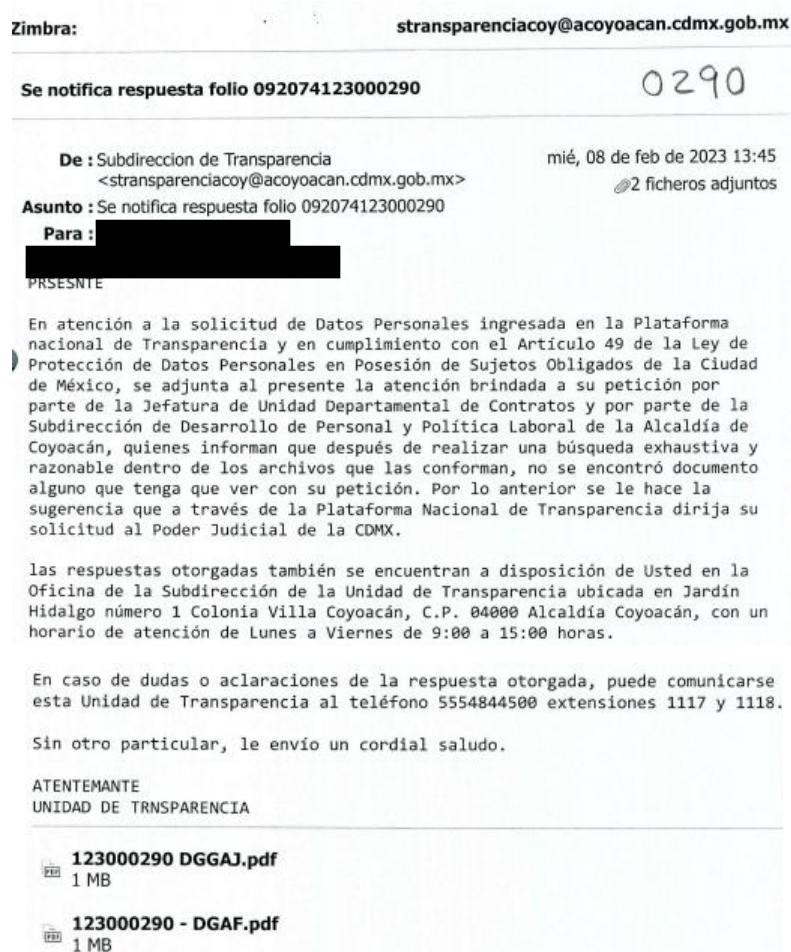 Zimbra: stransparenciacoy@acoyoacan.cdmx.gob.mx
Se notifica respuesta folio 092074123000290 0290
De : Subdireccion de Transparencia mié, 08 de feb de 2023 13:45
<stransparenciacoy@acoyoacan.cdmx.gob.mx> 2 ficheros adjuntos
Asunto : Se notifica respuesta folio 092074123000290
Para :
PRSESNTE
En atención a la solicitud de Datos Personales ingresada en la Plataforma
nacional de Transparencia y en cumplimiento con el Artículo 49 de la Ley de
Protección de Datos Personales en Posesión de Sujetos Obligados de la Ciudad
de México, se adjunta al presente la atención brindada a su petición por
parte de la Jefatura de Unidad Departamental de Contratos y por parte de la
Subdirección de Desarrollo de Personal y Política Laboral de la Alcaldía de
Coyoacán, quienes informan que después de realizar una búsqueda exhaustiva y
razonable dentro de los archivos que las conforman, no se encontró documento
alguno que tenga que ver con su petición. Por lo anterior se le hace la
sugerencia que a través de la Plataforma Nacional de Transparencia dirija su
solicitud al Poder Judicial de la CDMX.
las respuestas otorgadas también se encuentran a disposición de Usted en la
Oficina de la Subdirección de la Unidad de Transparencia ubicada en Jardín
Hidalgo número 1 Colonia Villa Coyoacán, C.P. 04000 Alcaldía Coyoacán, con un
horario de atención de Lunes a Viernes de 9:00 a 15:00 horas.
En caso de dudas o aclaraciones de la respuesta otorgada, puede comunicarse
esta Unidad de Transparencia al teléfono 5554844500 extensiones 1117 y 1118.
Sin otro particular, le envío un cordial saludo.
ATENTEMANTE
UNIDAD DE TRNSPARENCIA
123000290 DGGAJ.pdf
1 MB
123000290 - DGAF.pdf
1 MB